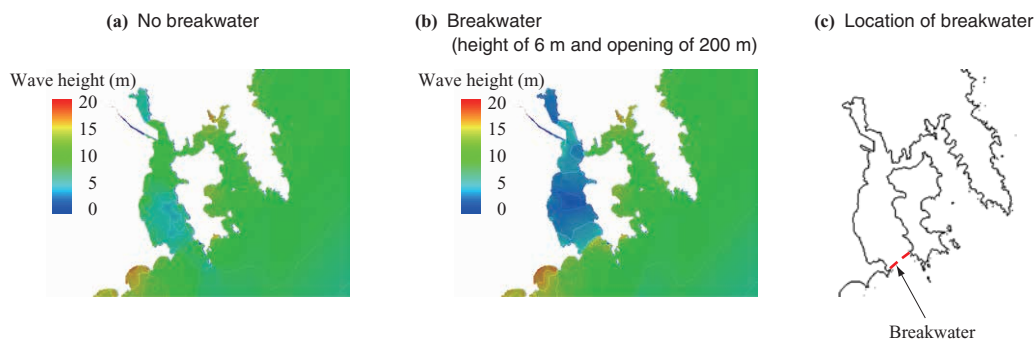 (a) No breakwater
(b) Breakwater
(height of 6 m and opening of 200 m)
(c) Location of breakwater
Wave height (m)
20
15
10
5
0
Wave height (m)
20
15
10
5
0
Breakwater